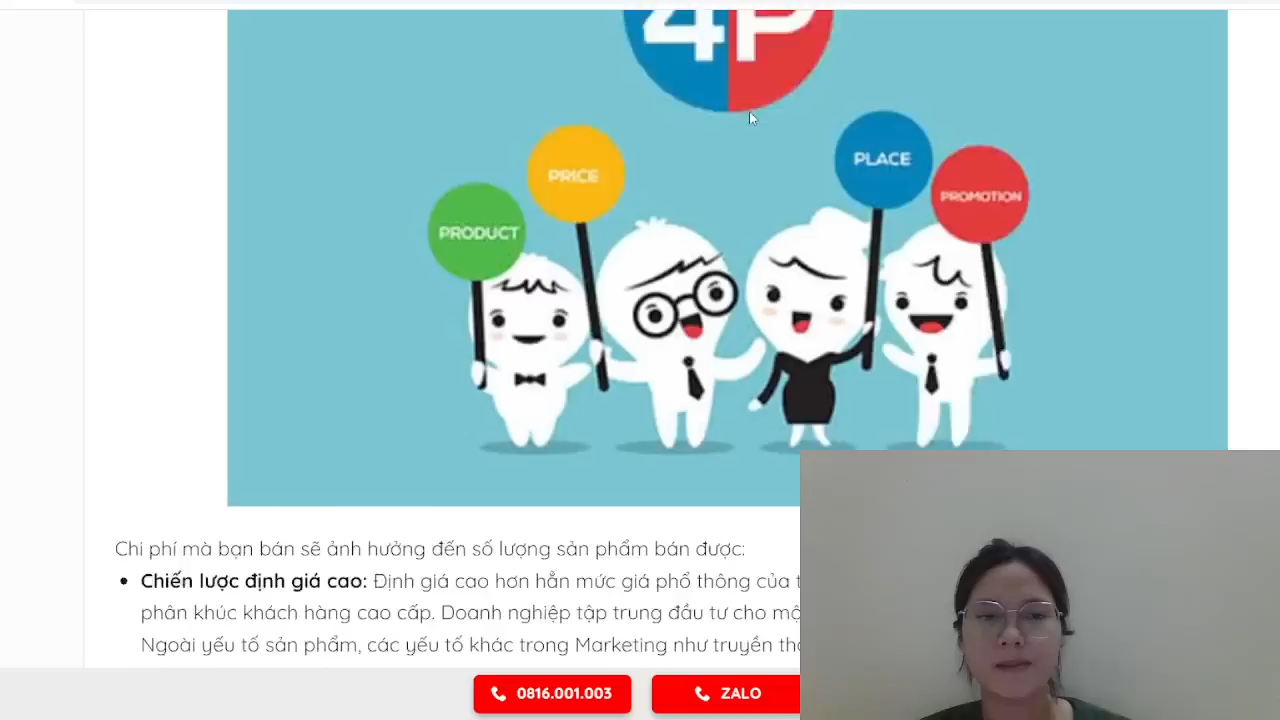 4P
PRICE
PLACE
PROMOTION
PRODUCT
Chi phí mà bạn bán sẽ ảnh hưởng đến số lượng sản phẩm bán được:
Chiến lược định giá cao: Định giá cao hơn hẳn mức giá phổ thông của
phân khúc khách hàng cao cấp. Doanh nghiệp tập trung đầu tư cho
Ngoài yếu tố sản phẩm, các yếu tố khác trong Marketing như truyền
0816.001.003
ZALO